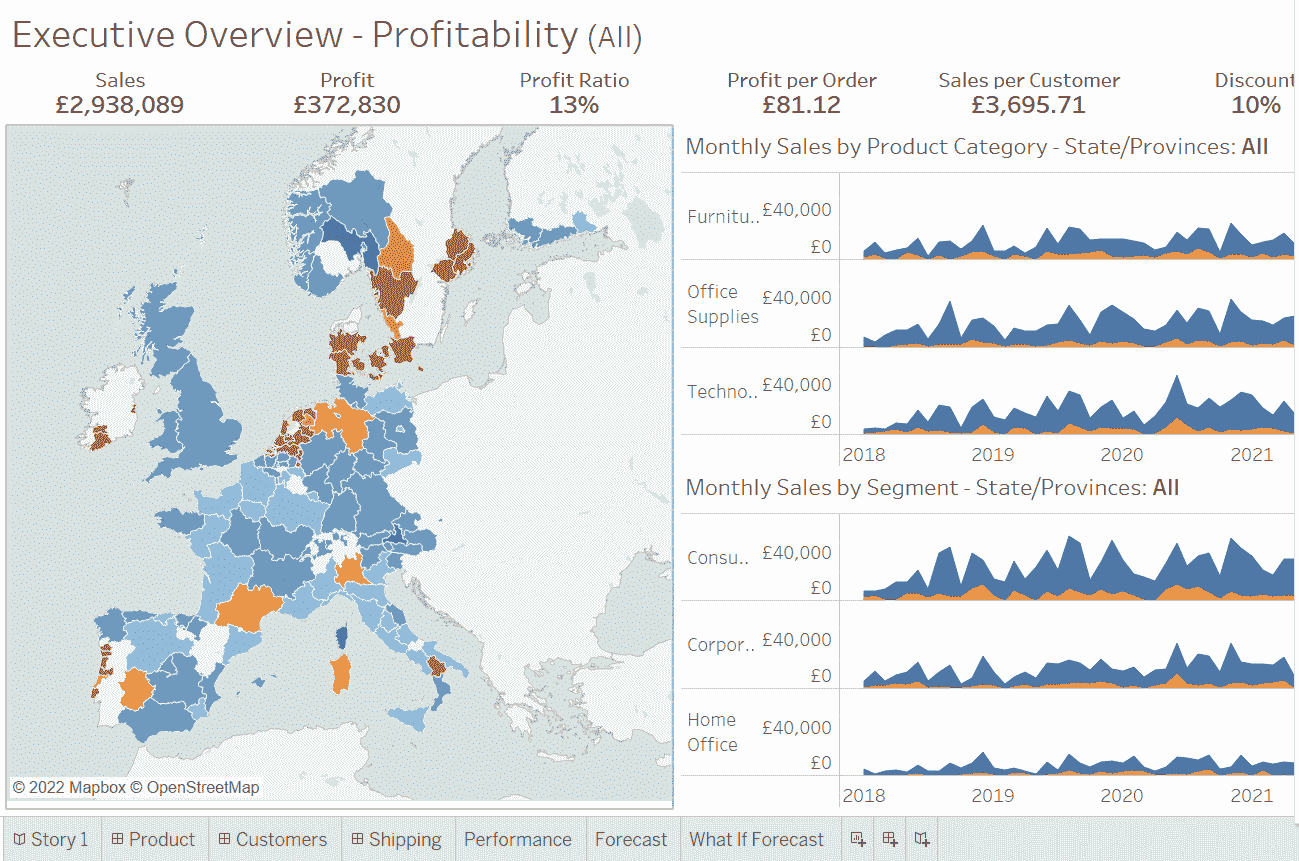 Executive Overview - Profitability (All)
Sales Profit Profit Ratio Profit per Order Sales per Customer Discount
£2,938,089 £372,830 13% £81.12 £3,695.71 10%
Monthly Sales by Product Category - State/Provinces: All
Furnitu.. £40,000
£0
Office Supplies £40,000
£0
Techno.. £40,000
£0
2018 2019 2020 2021
Monthly Sales by Segment - State/Provinces: All
Consu.. £40,000
£0
Corpor.. £40,000
£0
Home Office £40,000
£0
2018 2019 2020 2021
© 2022 Mapbox © OpenStreetMap
Story 1 Product Customers Shipping Performance Forecast What If Forecast